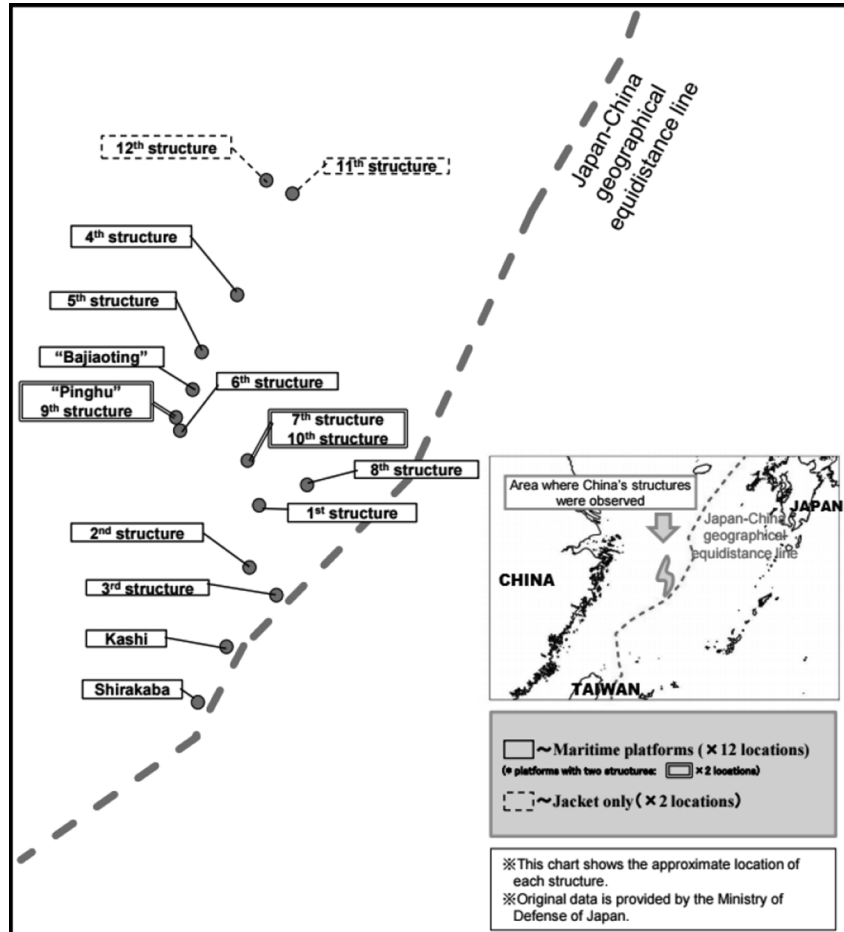 Japan-China
geographical
equidistance line
12th structure
11th structure
4th structure
5th structure
"Bajiaoting"
6th structure
"Pinghu"
9th structure
7th structure
10th structure
8th structure
1st structure
2nd structure
3rd structure
Kashi
Shirakaba
Area where China's structures
were observed
JAPAN
Japan-China
geographical
equidistance line
CHINA
TAIWAN
~Maritime platforms (×12 locations)
(* platforms with two structures: ×2 locations)
~Jacket only (×2 locations)
※This chart shows the approximate location of
each structure.
※Original data is provided by the Ministry of
Defense of Japan.